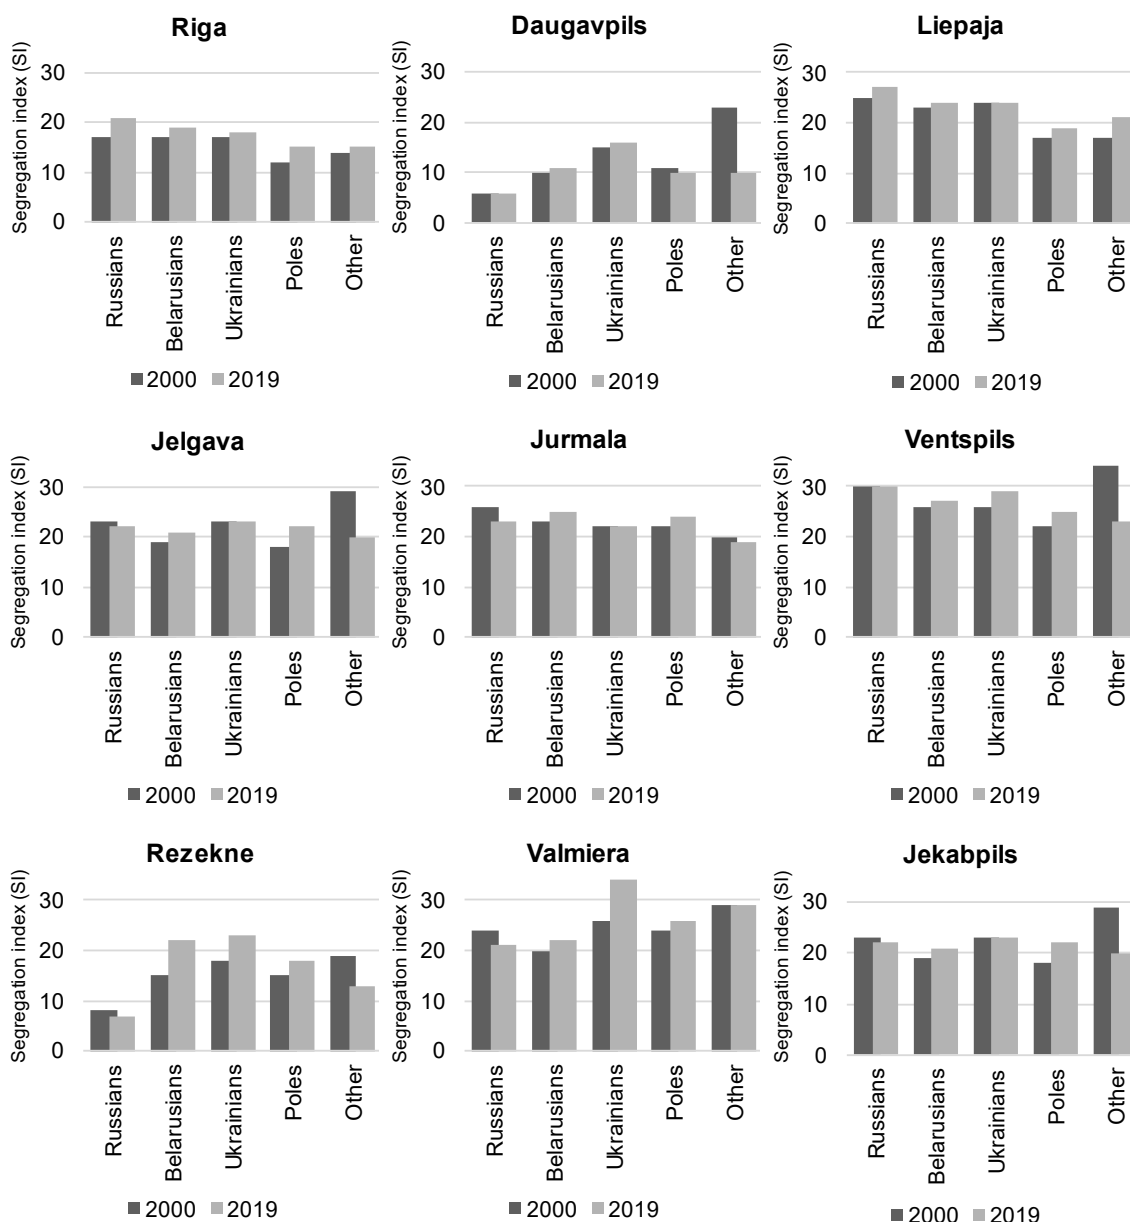 Riga
Segregation index (SI)
30
20
10
0
Russians
Belarusians
Ukrainians
Poles
Other
2000 2019
Daugavpils
Segregation index (SI)
30
20
10
0
Russians
Belarusians
Ukrainians
Poles
Other
2000 2019
Liepaja
Segregation index (SI)
30
20
10
0
Russians
Belarusians
Ukrainians
Poles
Other
2000 2019
Jelgava
Segregation index (SI)
30
20
10
0
Russians
Belarusians
Ukrainians
Poles
Other
2000 2019
Jurmala
Segregation index (SI)
30
20
10
0
Russians
Belarusians
Ukrainians
Poles
Other
2000 2019
Ventspils
Segregation index (SI)
30
20
10
0
Russians
Belarusians
Ukrainians
Poles
Other
2000 2019
Rezekne
Segregation index (SI)
30
20
10
0
Russians
Belarusians
Ukrainians
Poles
Other
2000 2019
Valmiera
Segregation index (SI)
30
20
10
0
Russians
Belarusians
Ukrainians
Poles
Other
2000 2019
Jekabpils
Segregation index (SI)
30
20
10
0
Russians
Belarusians
Ukrainians
Poles
Other
2000 2019